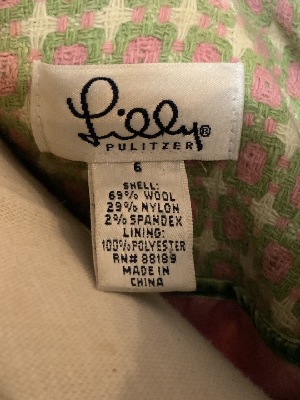 Lilly®
PULITZER
6
SHELL:
69% WOOL
29% NYLON
2% SPANDEX
LINING:
100% POLYESTER
RN# 88189
MADE IN
CHINA